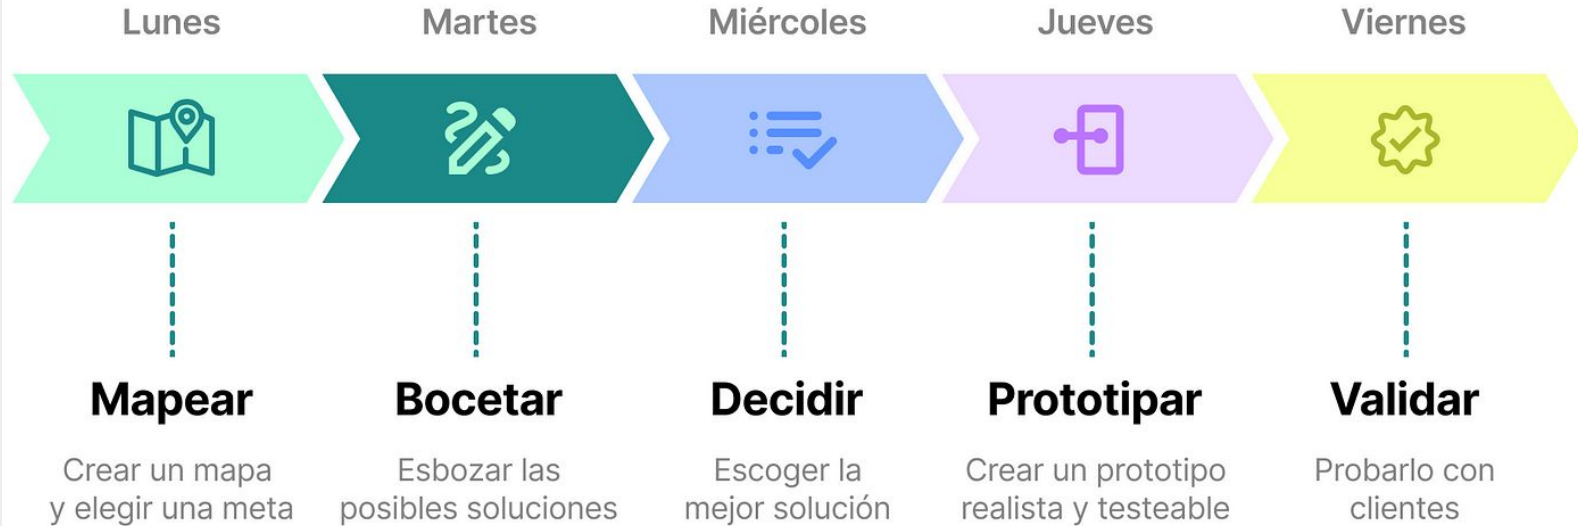 Lunes
Martes
Miércoles
Jueves
Viernes
Mapear
Bocetar
Decidir
Prototipar
Validar
Crear un mapa
y elegir una meta
Esbozar las
posibles soluciones
Escoger la
mejor solución
Crear un prototipo
realista y testeable
Probarlo con
clientes